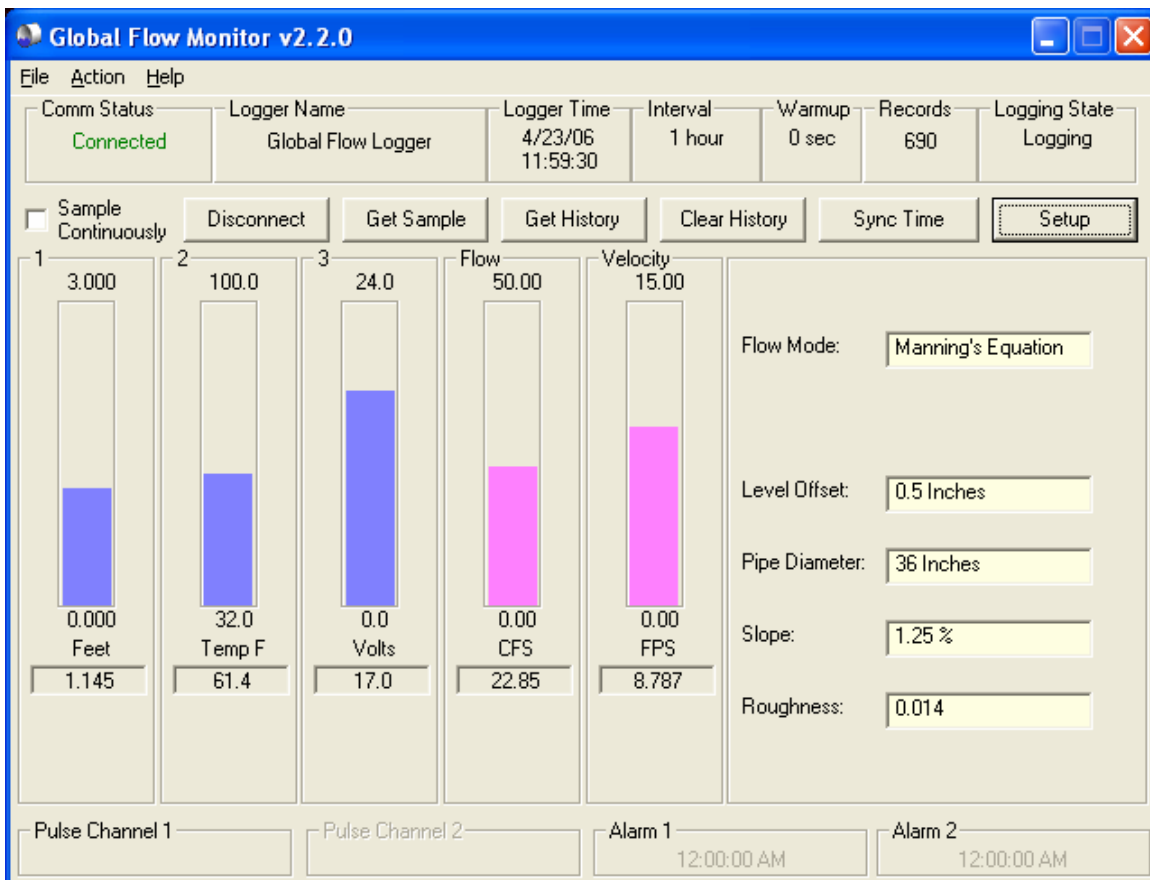 Global Flow Monitor v2.2.0
File Action Help
Comm Status Logger Name Logger Time Interval Warmup Records Logging State
Connected Global Flow Logger 4/23/06 1 hour 0 sec 690 Logging
11:59:30
Sample
Continuously
Disconnect Get Sample Get History Clear History Sync Time Setup
1 2 3 Flow Velocity
3.000 100.0 24.0 50.00 15.00
Flow Mode: Manning's Equation
Level Offset: 0.5 Inches
Pipe Diameter: 36 Inches
0.000 32.0 0.0 0.00 0.00
Slope: 1.25 %
Feet Temp F Volts CFS FPS
1.145 61.4 17.0 22.85 8.787
Roughness: 0.014
Pulse Channel 1 Pulse Channel 2 Alarm 1 Alarm 2
12:00:00 AM 12:00:00 AM